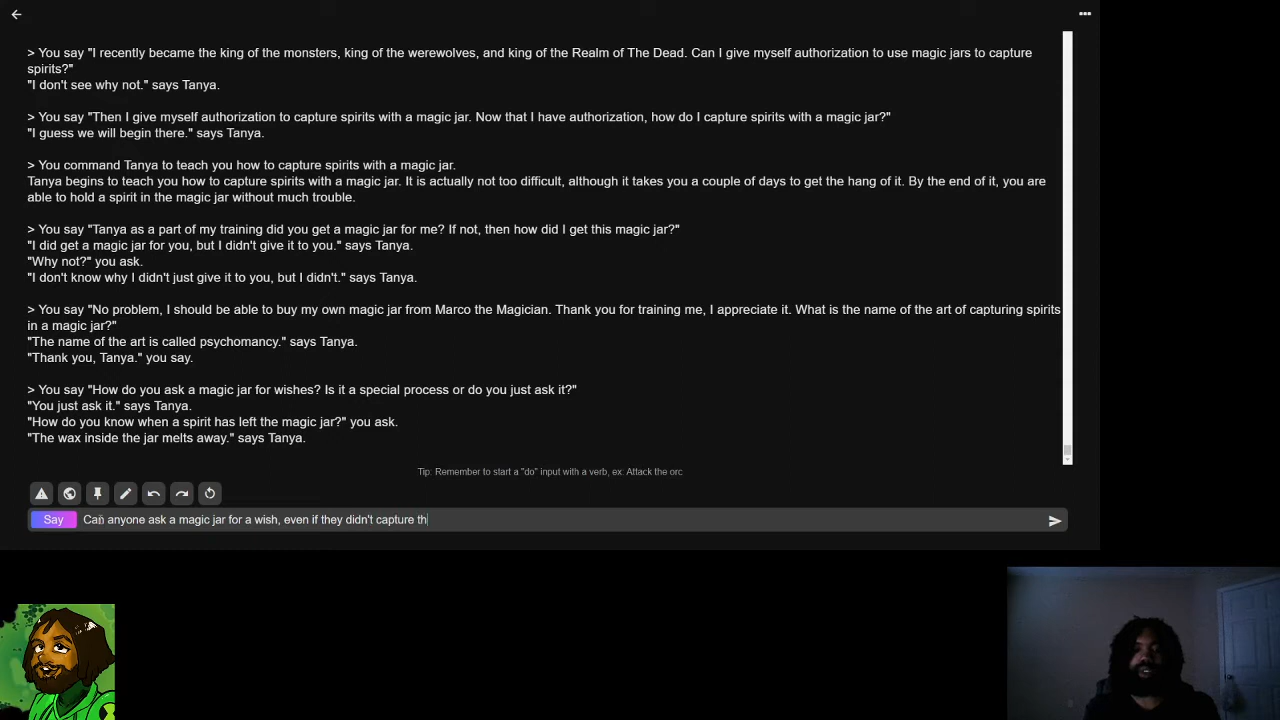 > You say "I recently became the king of the monsters, king of the werewolves, and king of the Realm of The Dead. Can I give myself authorization to use magic jars to capture
spirits?"
"I don't see why not." says Tanya.
> You say "Then I give myself authorization to capture spirits with a magic jar. Now that I have authorization, how do I capture spirits with a magic jar?"
"I guess we will begin there." says Tanya.
> You command Tanya to teach you how to capture spirits with a magic jar.
Tanya begins to teach you how to capture spirits with a magic jar. It is actually not too difficult, although it takes you a couple of days to get the hang of it. By the end of it, you are
able to hold a spirit in the magic jar without much trouble.
> You say "Tanya as a part of my training did you get a magic jar for me? If not, then how did I get this magic jar?"
"I did get a magic jar for you, but I didn't give it to you." says Tanya.
"Why not?" you ask.
"I don't know why I didn't just give it to you, but I didn't." says Tanya.
> You say "No problem, I should be able to buy my own magic jar from Marco the Magician. Thank you for training me, I appreciate it. What is the name of the art of capturing spirits
in a magic jar?"
"The name of the art is called psychomancy." says Tanya.
"Thank you, Tanya." you say.
> You say "How do you ask a magic jar for wishes? Is it a special process or do you just ask it?"
"You just ask it." says Tanya.
"How do you know when a spirit has left the magic jar?" you ask.
"The wax inside the jar melts away." says Tanya.
Tip: Remember to start a "do" input with a verb, ex: Attack the orc
Say Can anyone ask a magic jar for a wish, even if they didn't capture th